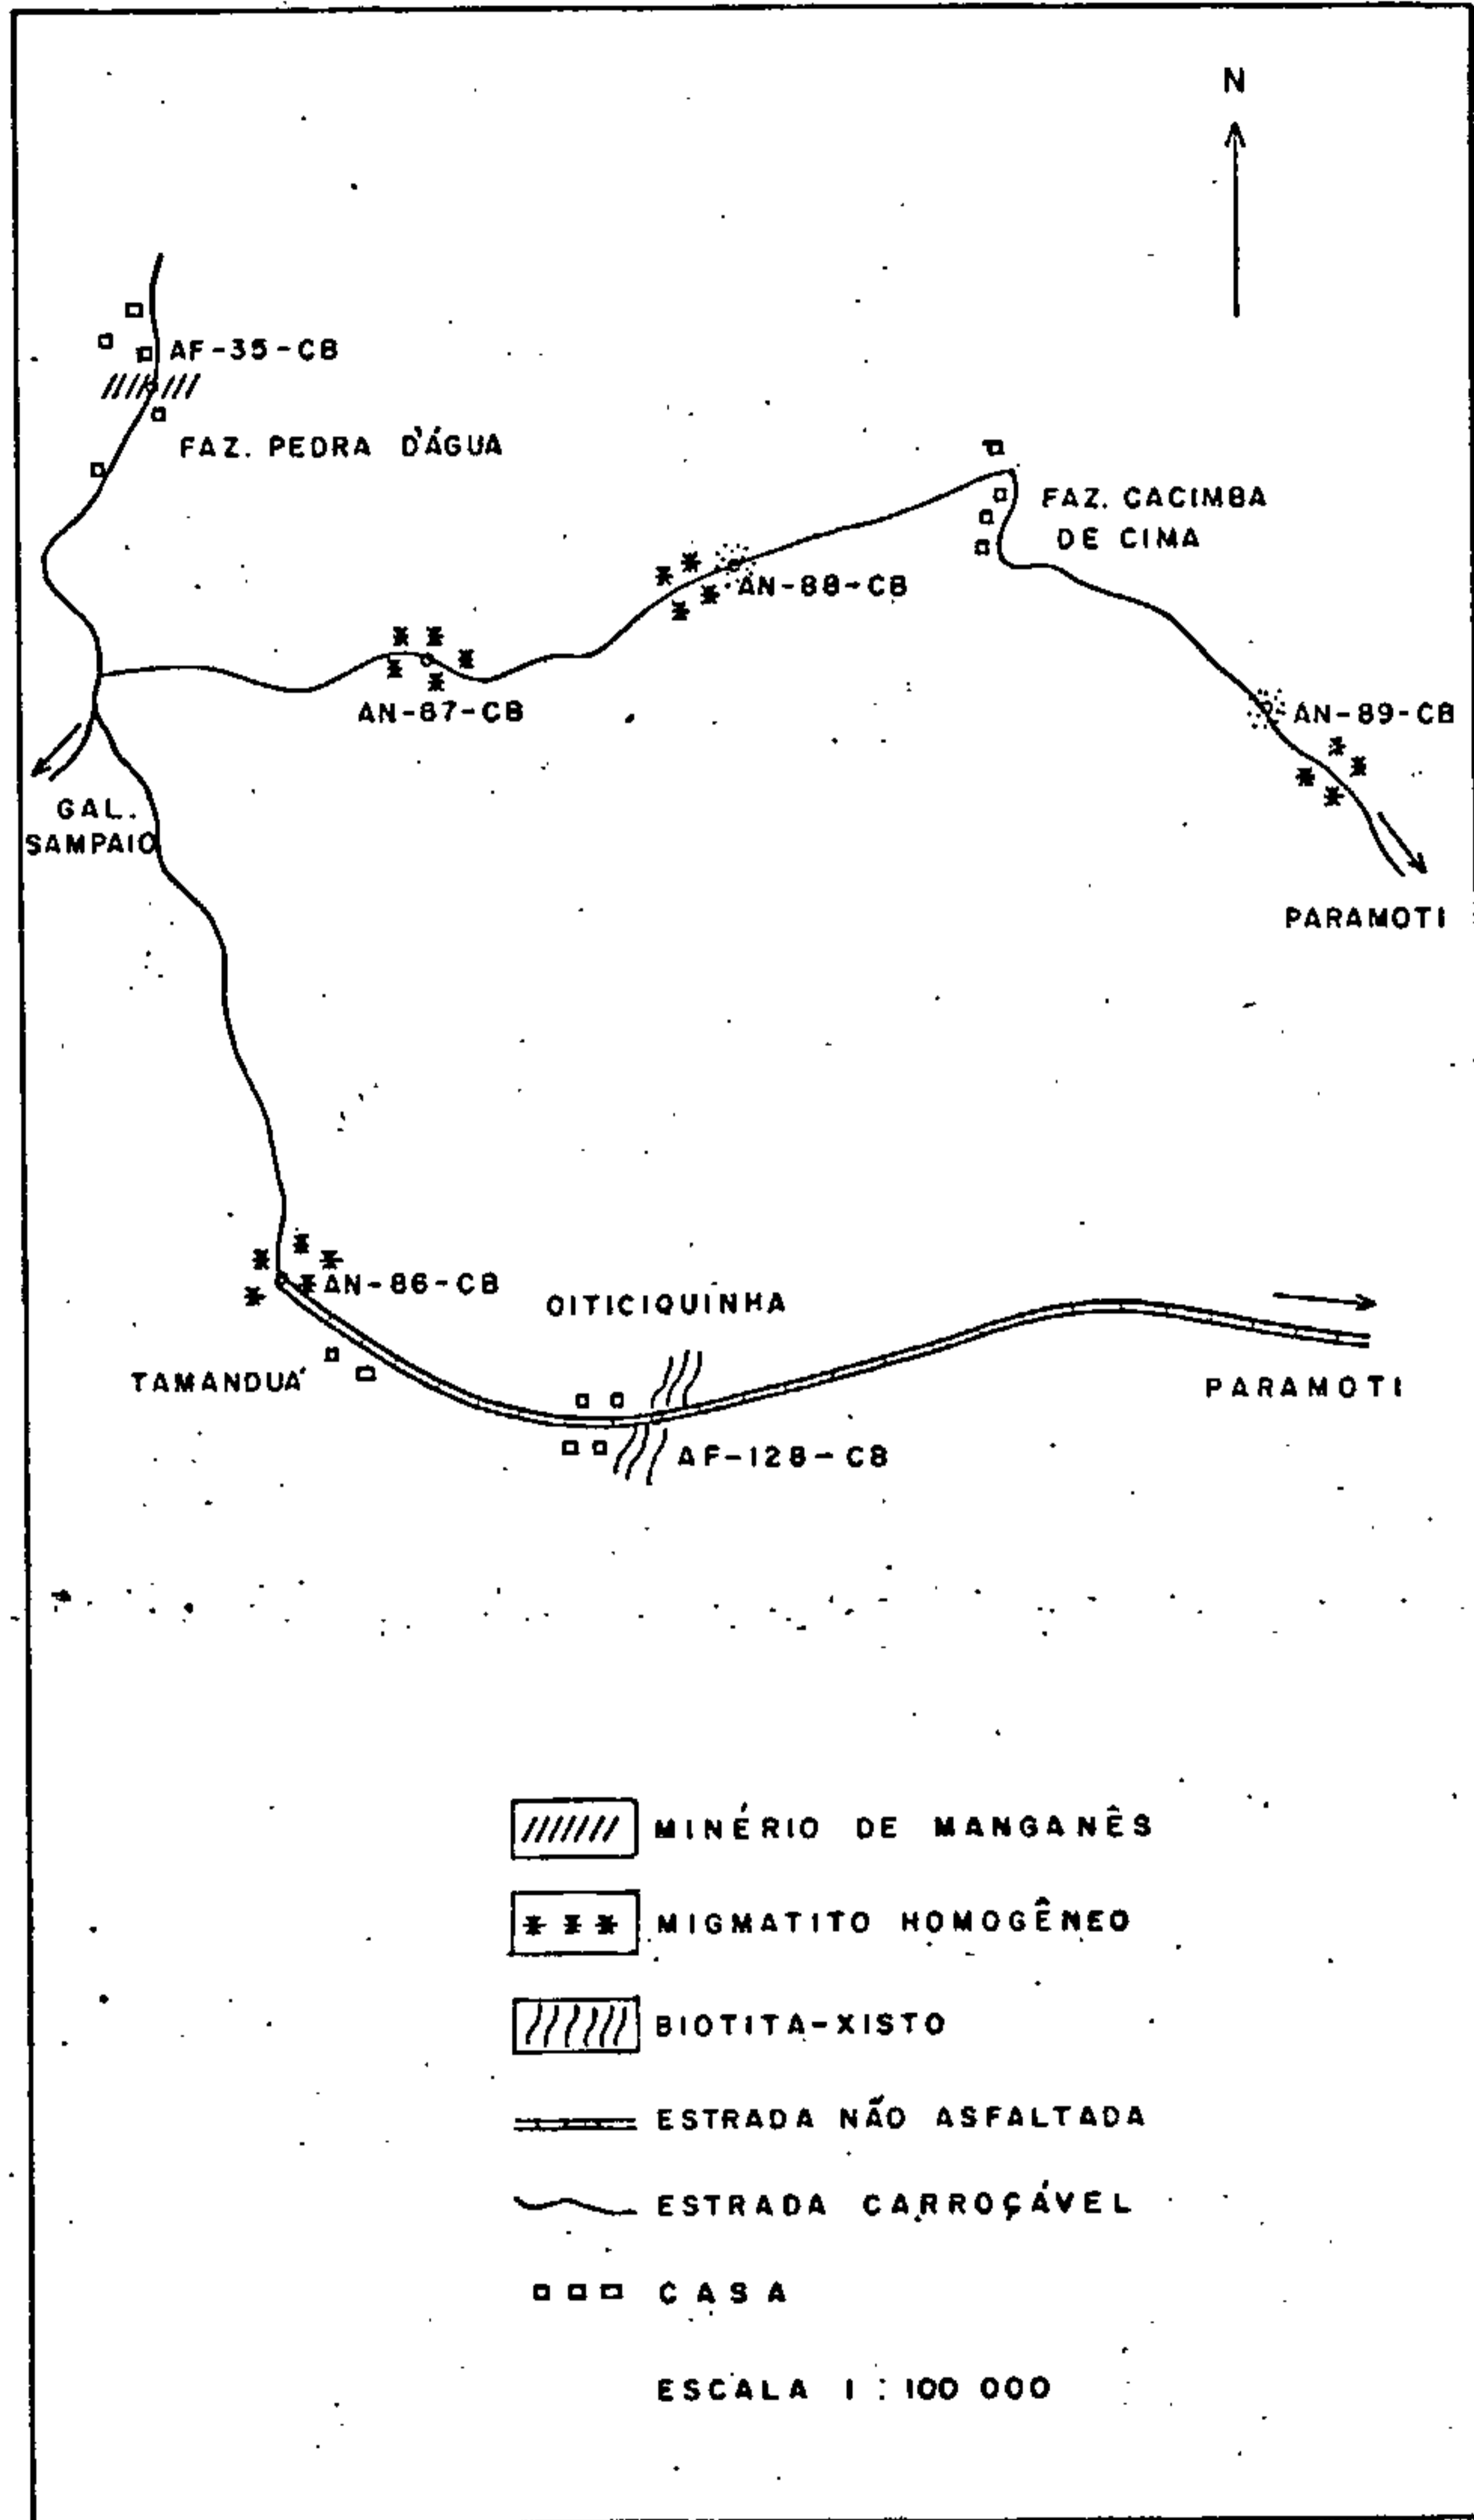 N
AF-35-CB
FAZ. PEDRA D'ÁGUA
FAZ. CACIMBA
DE CIMA
AN-88-CB
AN-87-CB
AN-89-CB
GAL.
SAMPAIO
PARAMOTI
AN-86-CB
OITICIQUINHA
TAMANDUÁ
PARAMOTI
AF-128-CB
MINÉRIO DE MANGANÊS
MIGMATITO HOMOGÊNEO
BIOTITA-XISTO
ESTRADA NÃO ASFALTADA
ESTRADA CARROÇÁVEL
CASA
ESCALA 1 : 100 000